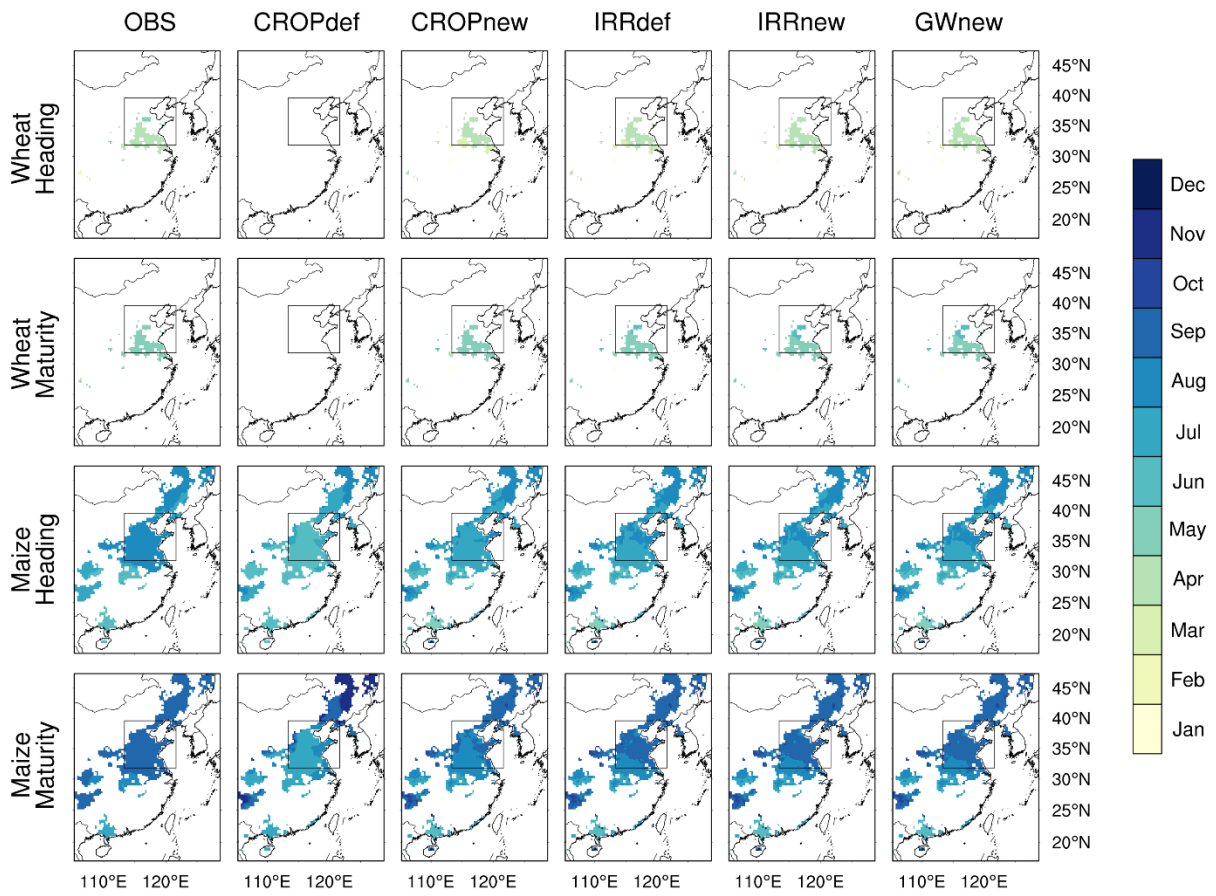 OBS CROPdef CROPnew IRRdef IRRnew GWnew
Wheat
Heading
45°N
40°N
35°N
30°N
25°N
20°N
Wheat
Maturity
45°N
40°N
35°N
30°N
25°N
20°N
Maize
Heading
45°N
40°N
35°N
30°N
25°N
20°N
Maize
Maturity
45°N
40°N
35°N
30°N
25°N
20°N
110°E 120°E 110°E 120°E 110°E 120°E 110°E 120°E 110°E 120°E 110°E 120°E
Dec
Nov
Oct
Sep
Aug
Jul
Jun
May
Apr
Mar
Feb
Jan